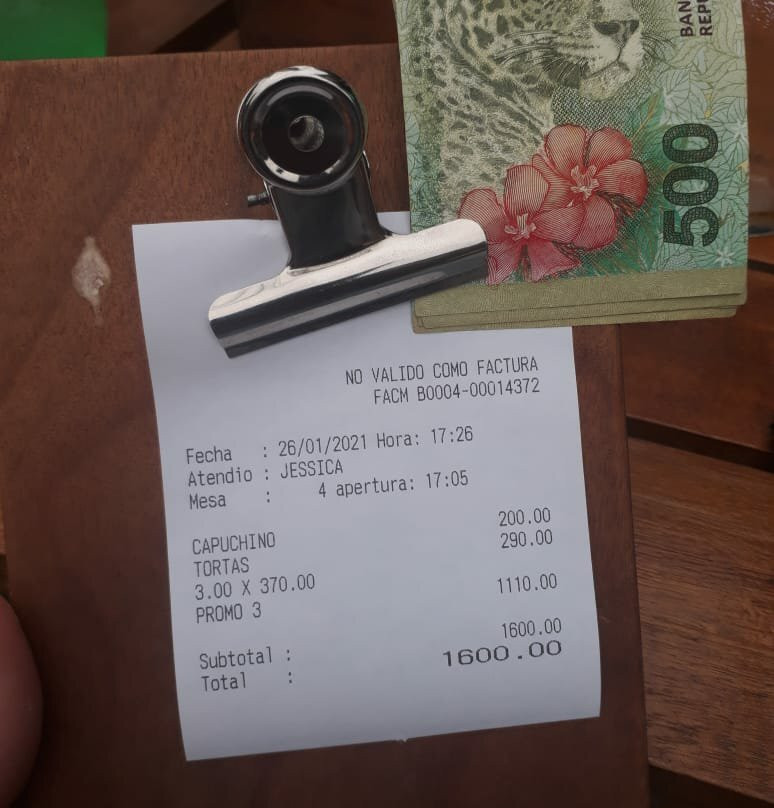 BAN
REPÚ
500
NO VALIDO COMO FACTURA
FACM B0004-00014372
Fecha : 26/01/2021 Hora: 17:26
Atendio : JESSICA
Mesa : 4 apertura: 17:05
CAPUCHINO 200.00
TORTAS 290.00
3.00 X 370.00
PROMO 3 1110.00
Subtotal : 1600.00
Total : 1600.00